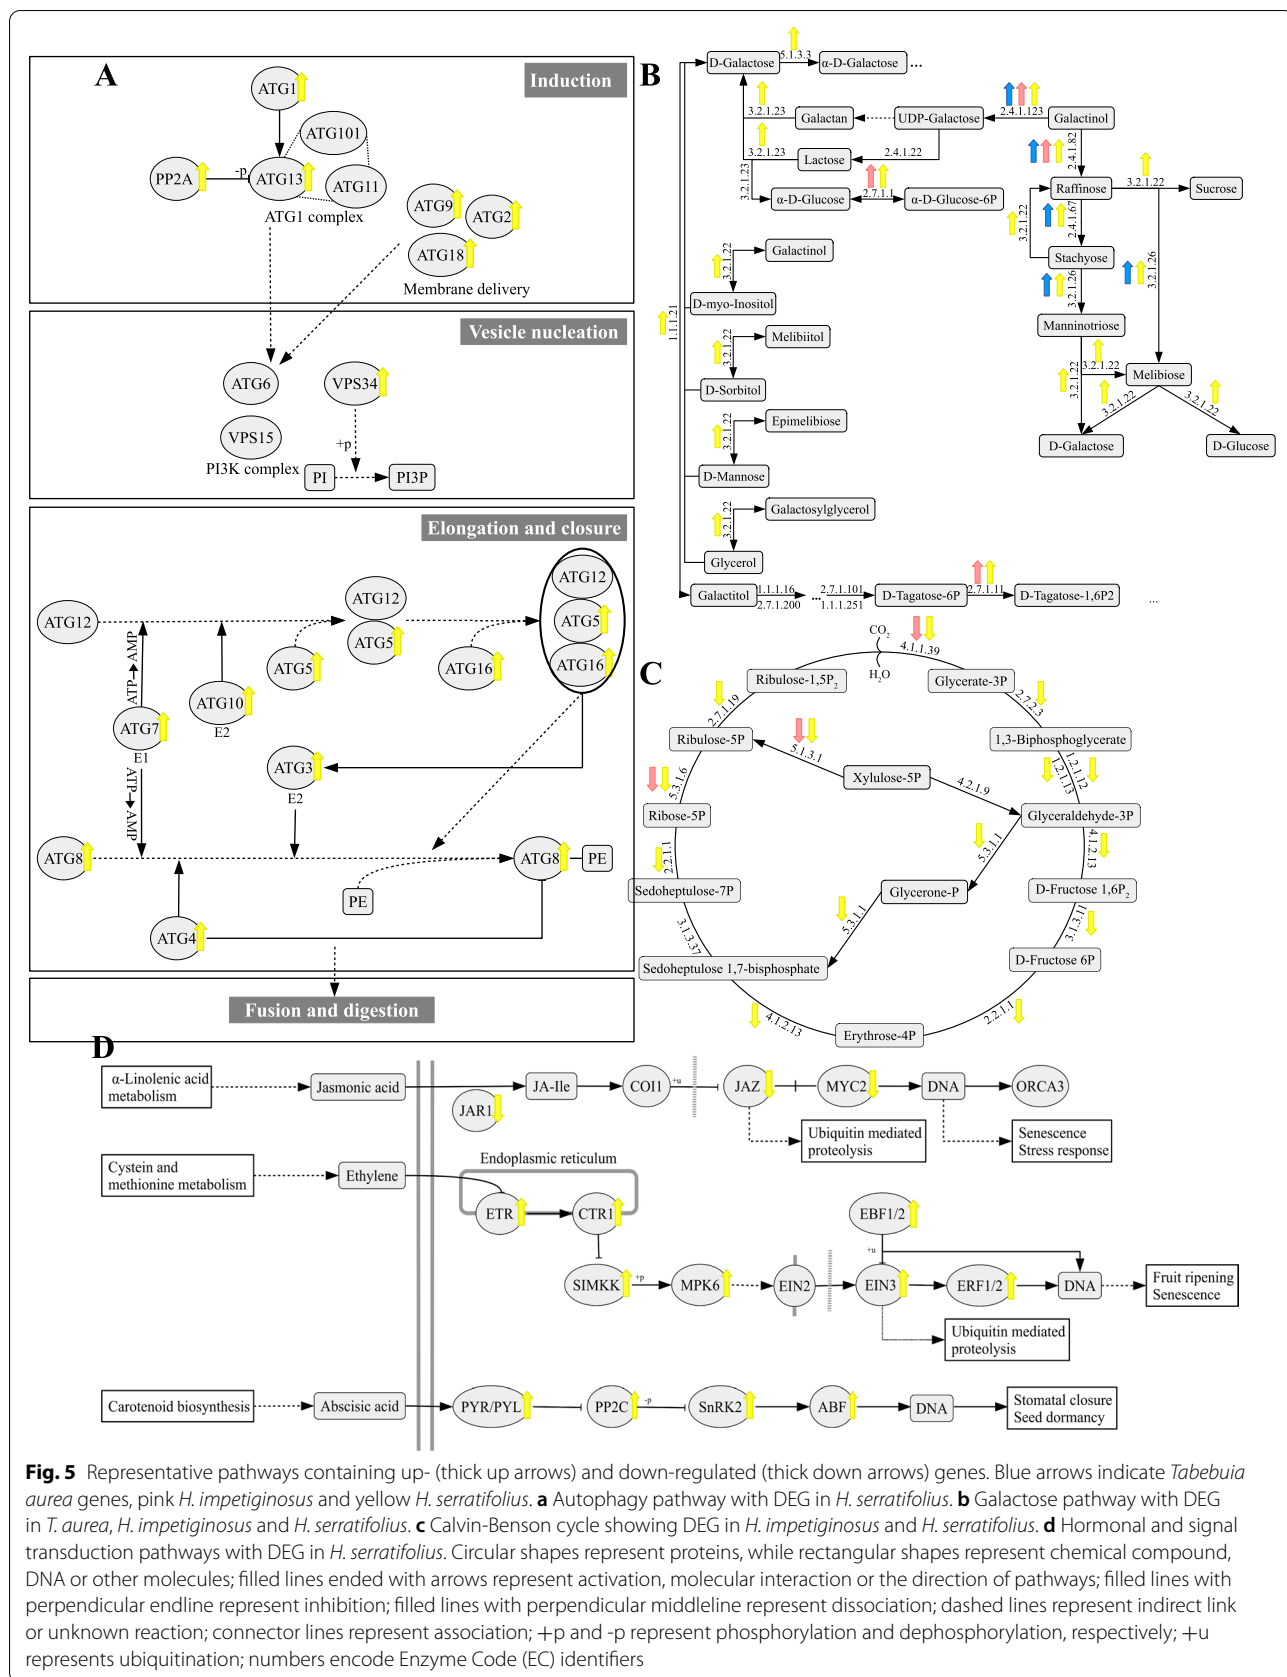 A
Induction
ATG1
ATG101
PP2A
-p
ATG13
ATG11
ATG1 complex
ATG9
ATG2
ATG18
Membrane delivery
Vesicle nucleation
ATG6
VPS34
VPS15
+p
PI3K complex
PI
PI3P
Elongation and closure
ATG12
ATG12
ATG12
ATG5
ATG5
ATG5
ATG16
ATG16
ATP
AMP
ATG10
E2
ATG7
E1
ATG3
E2
ATP
AMP
ATG8
ATG8
PE
PE
ATG4
Fusion and digestion
B
D-Galactose
5.1.3.3
α-D-Galactose
...
3.2.1.23
Galactan
UDP-Galactose
2.4.1.123
Galactinol
3.2.1.23
Lactose
2.4.1.22
2.4.1.82
3.2.1.23
α-D-Glucose
2.7.1.1
α-D-Glucose-6P
Raffinose
3.2.1.22
Sucrose
3.2.1.22
2.4.1.67
Stachyose
3.2.1.26
3.2.1.26
Galactinol
3.2.1.22
D-myo-Inositol
1.1.1.21
Manninotriose
Melibiitol
3.2.1.22
D-Sorbitol
3.2.1.22
3.2.1.22
Melibiose
3.2.1.22
3.2.1.22
D-Galactose
D-Glucose
Epimelibiose
3.2.1.22
D-Mannose
Galactosylglycerol
3.2.1.22
Glycerol
Galactitol
1.1.1.16
2.7.1.200
...
2.7.1.101
1.1.1.251
D-Tagatose-6P
2.7.1.11
D-Tagatose-1,6P2
...
C
CO2
H2O
4.1.1.39
Ribulose-1,5P2
Glycerate-3P
2.7.1.19
2.7.2.3
Ribulose-5P
5.1.3.1
1,3-Biphosphoglycerate
1.2.1.12
1.2.1.13
Xylulose-5P
4.2.1.9
5.3.1.6
Ribose-5P
Glyceraldehyde-3P
2.2.1.1
5.3.1.1
4.1.2.13
Sedoheptulose-7P
Glycerone-P
D-Fructose 1,6P2
3.1.3.37
5.3.1.1
3.1.3.11
Sedoheptulose 1,7-bisphosphate
D-Fructose 6P
4.1.2.13
2.2.1.1
Erythrose-4P
D
α-Linolenic acid
metabolism
Jasmonic acid
JAR1
JA-Ile
COI1
+u
JAZ
MYC2
DNA
ORCA3
Ubiquitin mediated
proteolysis
Senescence
Stress response
Cystein and
methionine metabolism
Ethylene
Endoplasmic reticulum
ETR
CTR1
EBF1/2
+u
SIMKK
+p
MPK6
EIN2
EIN3
ERF1/2
DNA
Fruit ripening
Senescence
Ubiquitin mediated
proteolysis
Carotenoid biosynthesis
Abscisic acid
PYR/PYL
PP2C
-p
SnRK2
ABF
DNA
Stomatal closure
Seed dormancy
Fig. 5 Representative pathways containing up- (thick up arrows) and down-regulated (thick down arrows) genes. Blue arrows indicate Tabebuia
aurea genes, pink H. impetiginosus and yellow H. serratifolius. a Autophagy pathway with DEG in H. serratifolius. b Galactose pathway with DEG
in T. aurea, H. impetiginosus and H. serratifolius. c Calvin-Benson cycle showing DEG in H. impetiginosus and H. serratifolius. d Hormonal and signal
transduction pathways with DEG in H. serratifolius. Circular shapes represent proteins, while rectangular shapes represent chemical compound,
DNA or other molecules; filled lines ended with arrows represent activation, molecular interaction or the direction of pathways; filled lines with
perpendicular endline represent inhibition; filled lines with perpendicular middleline represent dissociation; dashed lines represent indirect link
or unknown reaction; connector lines represent association; +p and -p represent phosphorylation and dephosphorylation, respectively; +u
represents ubiquitination; numbers encode Enzyme Code (EC) identifiers